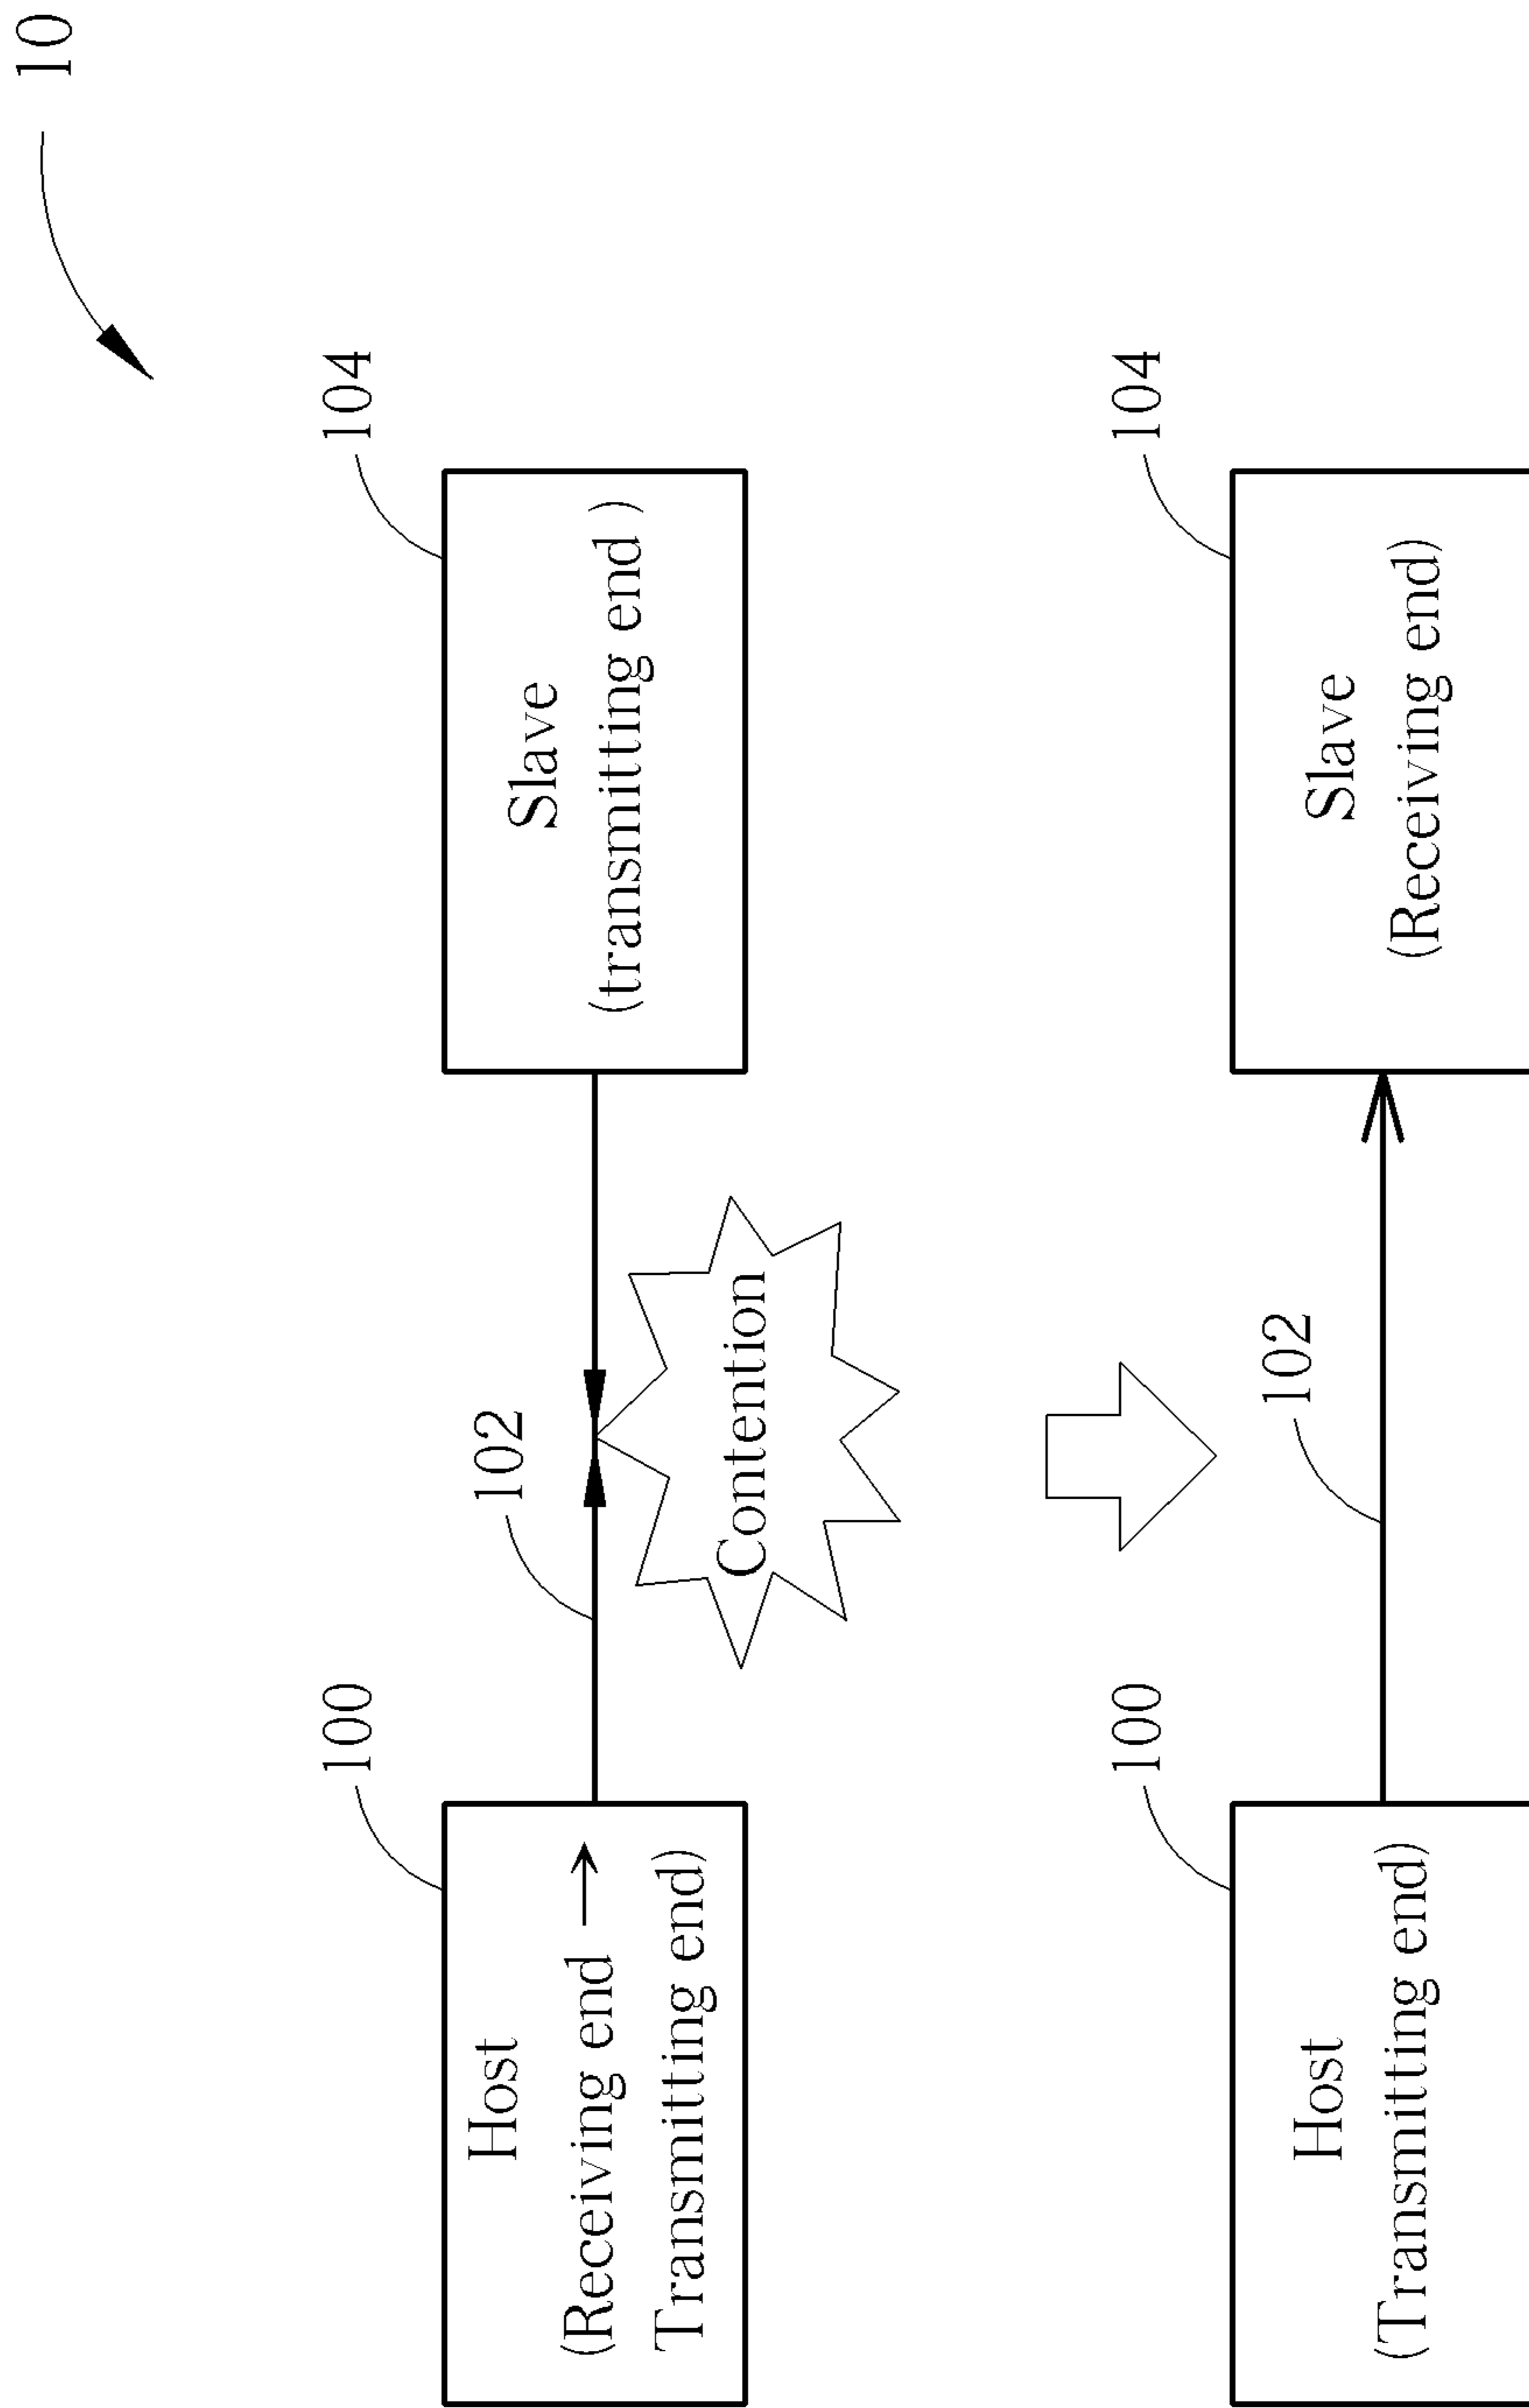 10
100
102
104
Host
(Receiving end →
Transmitting end)
Slave
(transmitting end )
Contention
100
102
104
Host
(Transmitting end)
Slave
(Receiving end)